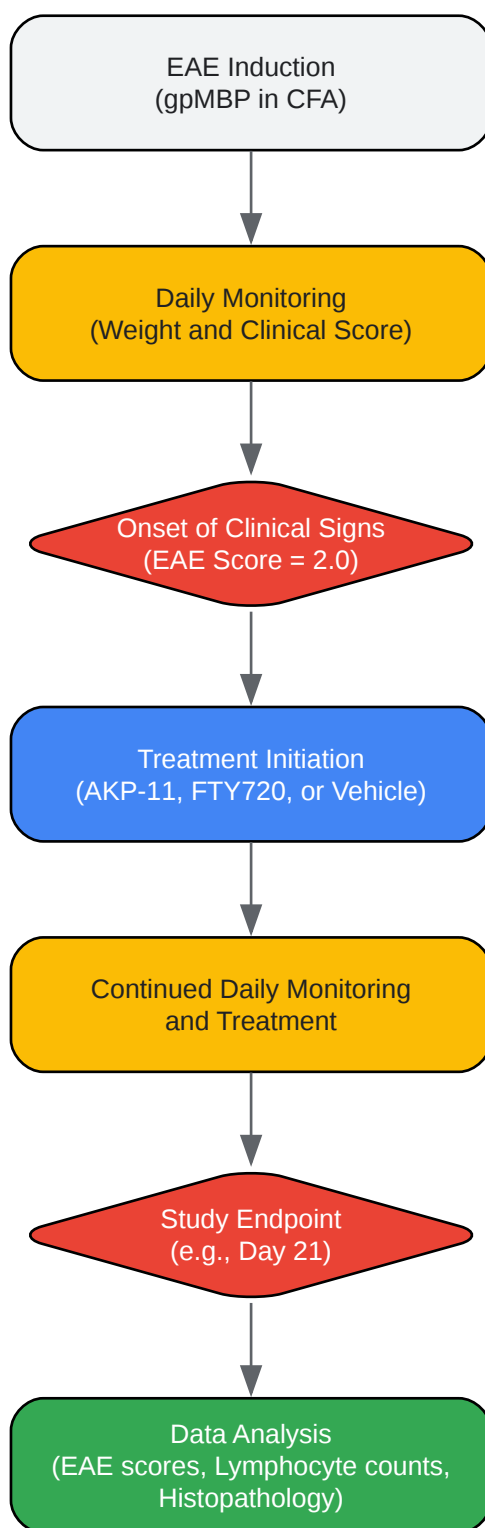 EAE Induction
(gpMBP in CFA)
Daily Monitoring
(Weight and Clinical Score)
Onset of Clinical Signs
(EAE Score = 2.0)
Treatment Initiation
(AKP-11, FTY720, or Vehicle)
Continued Daily Monitoring
and Treatment
Study Endpoint
(e.g., Day 21)
Data Analysis
(EAE scores, Lymphocyte counts,
Histopathology)